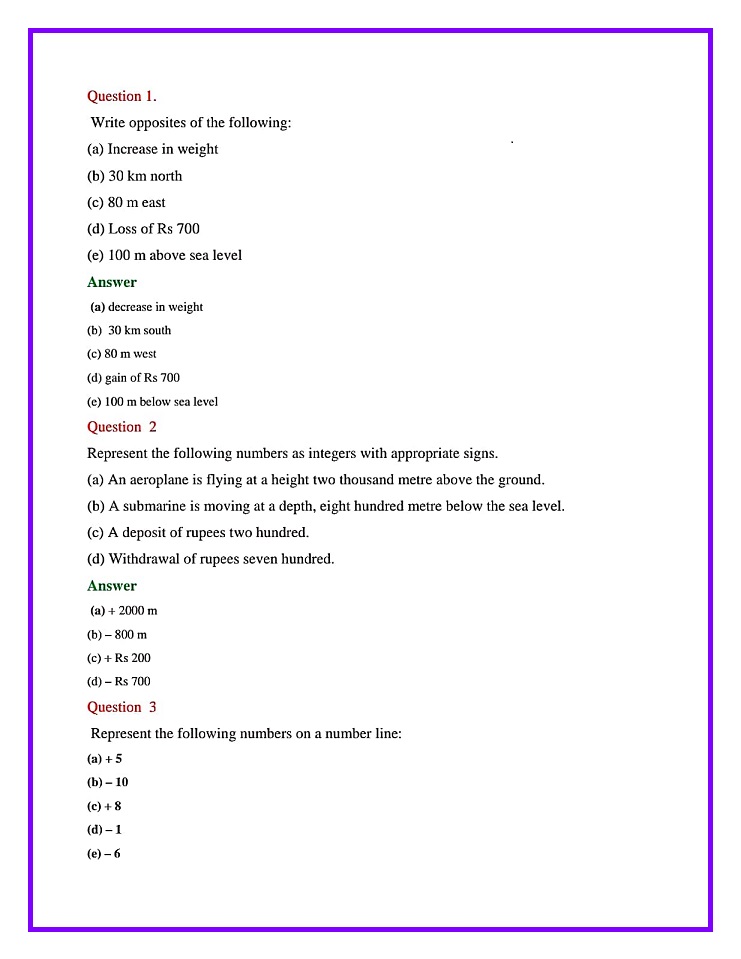 Question 1.
Write opposites of the following:
(a) Increase in weight
(b) 30 km north
(c) 80 m east
(d) Loss of Rs 700
(e) 100 m above sea level
Answer
(a) decrease in weight
(b) 30 km south
(c) 80 m west
(d) gain of Rs 700
(e) 100 m below sea level
Question 2
Represent the following numbers as integers with appropriate signs.
(a) An aeroplane is flying at a height two thousand metre above the ground.
(b) A submarine is moving at a depth, eight hundred metre below the sea level.
(c) A deposit of rupees two hundred.
(d) Withdrawal of rupees seven hundred.
Answer
(a) + 2000 m
(b) – 800 m
(c) + Rs 200
(d) – Rs 700
Question 3
Represent the following numbers on a number line:
(a) + 5
(b) – 10
(c) + 8
(d) – 1
(e) – 6